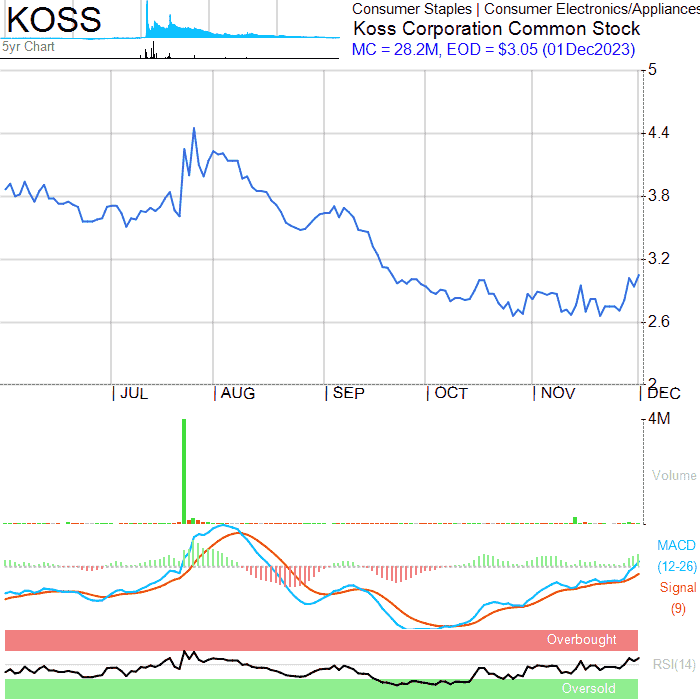 KOSS
5yr Chart
Consumer Staples | Consumer Electronics/Appliances
Koss Corporation Common Stock
MC = 28.2M, EOD = $3.05 (01Dec2023)
5
4.4
3.8
3.2
2.6
2
JUL
AUG
SEP
OCT
NOV
DEC
4M
Volume
MACD
(12-26)
Signal
(9)
Overbought
RSI(14)
Oversold